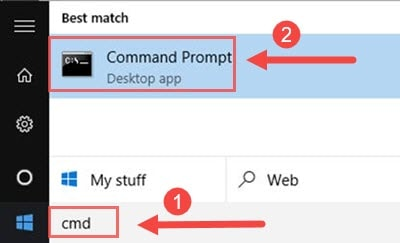 Best match
Command Prompt
Desktop app
2
My stuff
Web
cmd
1